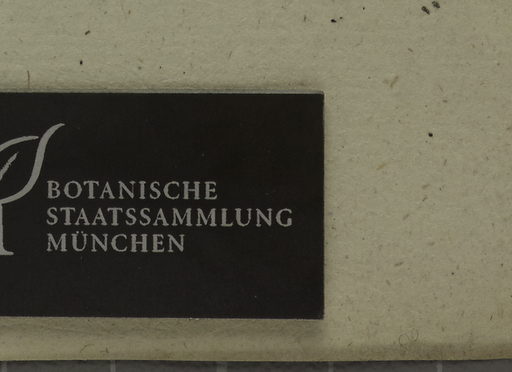 BOTANISCHE
STAATSSAMMLUNG
MÜNCHEN